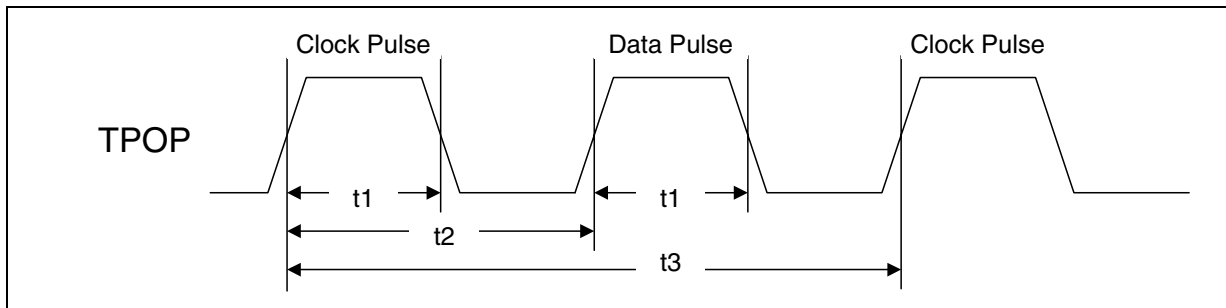 Clock Pulse
Data Pulse
Clock Pulse
TPOP
t1
t1
t2
t3